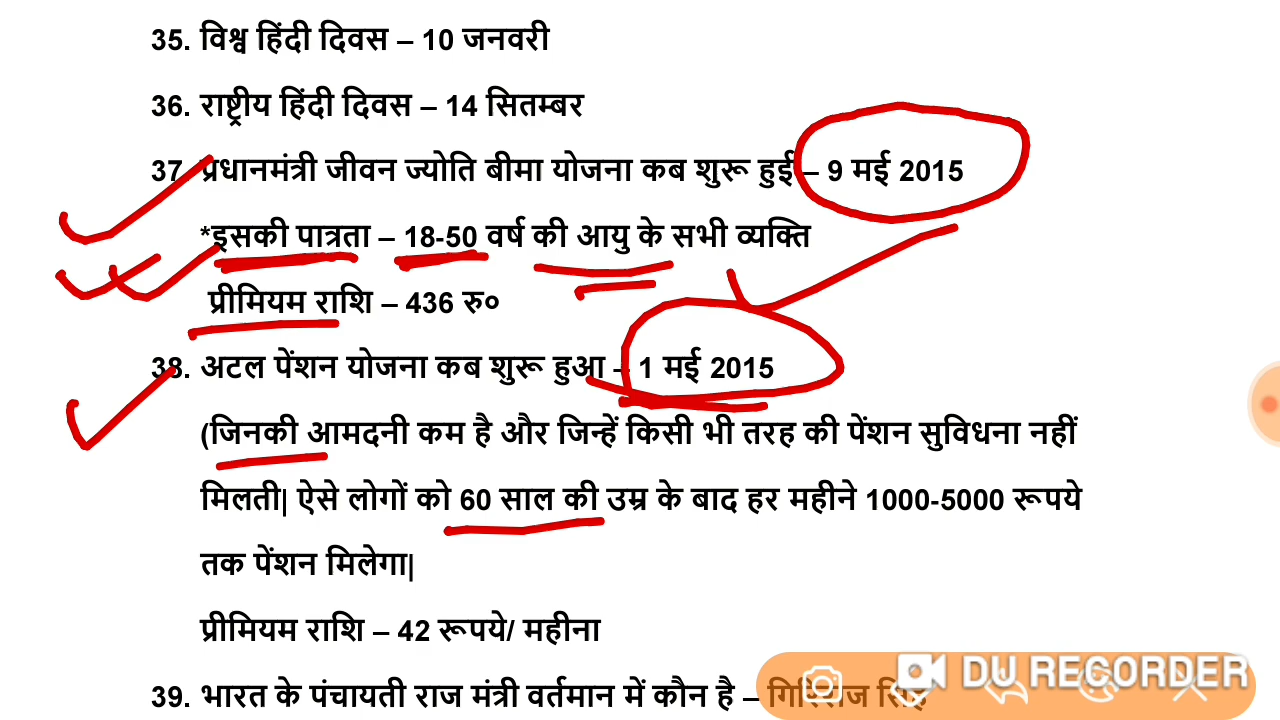 35. विश्व हिंदी दिवस – 10 जनवरी
36. राष्ट्रीय हिंदी दिवस – 14 सितम्बर
37. प्रधानमंत्री जीवन ज्योति बीमा योजना कब शुरू हुई – 9 मई 2015
*इसकी पात्रता – 18-50 वर्ष की आयु के सभी व्यक्ति
प्रीमियम राशि – 436 रु०
38. अटल पेंशन योजना कब शुरू हुआ – 1 मई 2015
(जिनकी आमदनी कम है और जिन्हें किसी भी तरह की पेंशन सुविधना नहीं
मिलती| ऐसे लोगों को 60 साल की उम्र के बाद हर महीने 1000-5000 रूपये
तक पेंशन मिलेगा|
प्रीमियम राशि – 42 रूपये/ महीना
39. भारत के पंचायती राज मंत्री वर्तमान में कौन है – गिरिराज सिंह
DU RECORDER